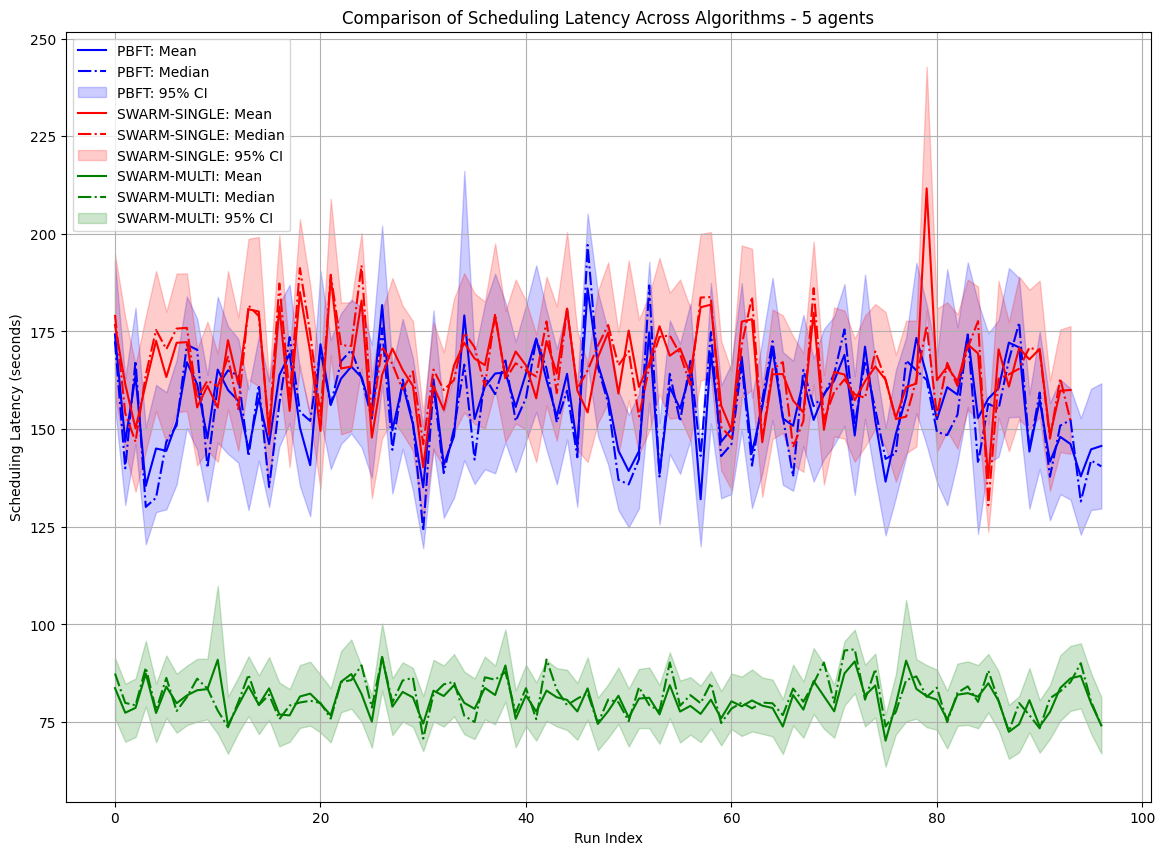 Comparison of Scheduling Latency Across Algorithms - 5 agents
250
225
200
175
150
125
100
75
Scheduling Latency (seconds)
PBFT: Mean
PBFT: Median
PBFT: 95% CI
SWARM-SINGLE: Mean
SWARM-SINGLE: Median
SWARM-SINGLE: 95% CI
SWARM-MULTI: Mean
SWARM-MULTI: Median
SWARM-MULTI: 95% CI
0
20
40
60
80
100
Run Index